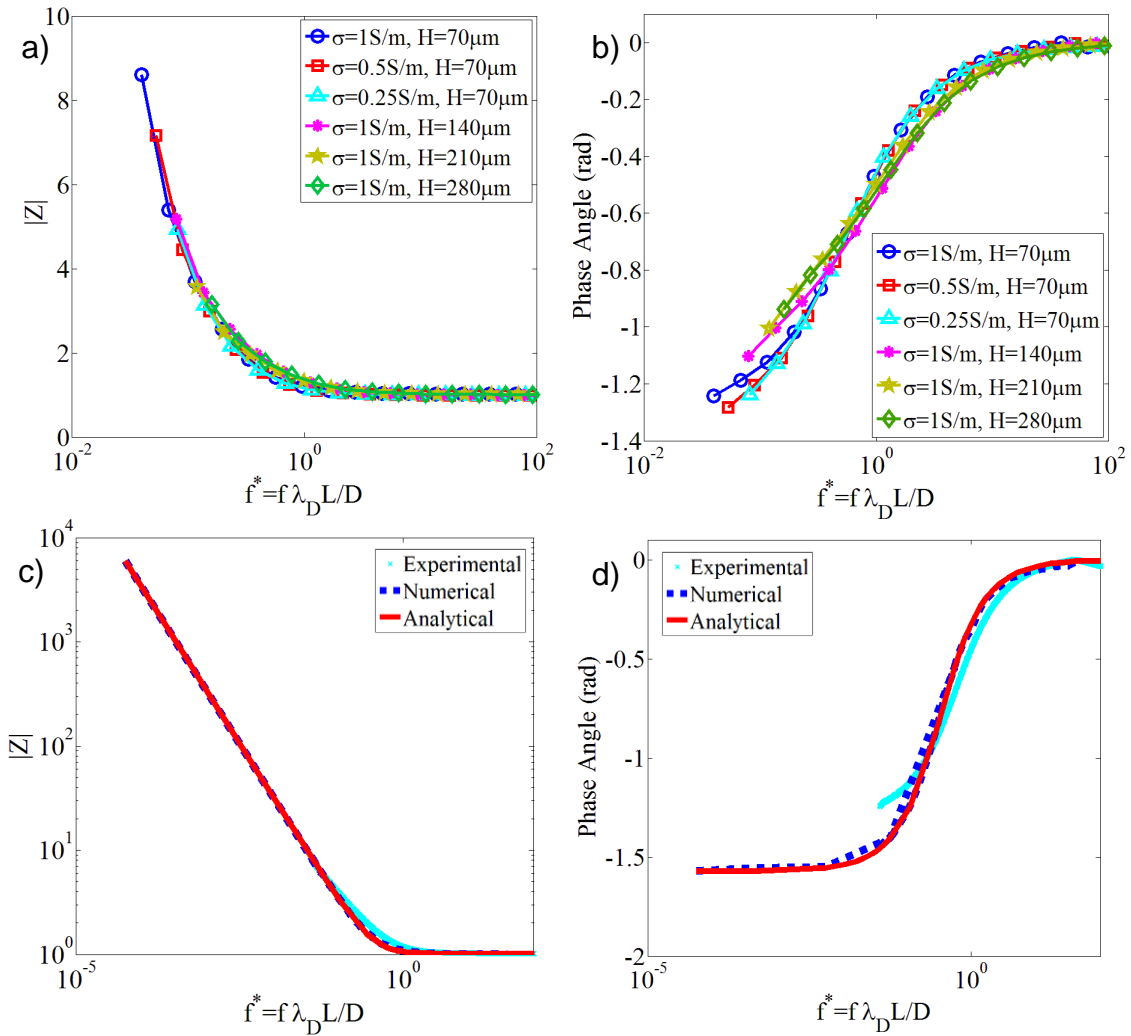 a)
10
8
6
4
2
0
|Z|
σ=1S/m, H=70μm
σ=0.5S/m, H=70μm
σ=0.25S/m, H=70μm
σ=1S/m, H=140μm
σ=1S/m, H=210μm
σ=1S/m, H=280μm
10^-2
10^0
10^2
f^*=f λ_D L/D
b)
0
-0.2
-0.4
-0.6
-0.8
-1
-1.2
-1.4
Phase Angle (rad)
σ=1S/m, H=70μm
σ=0.5S/m, H=70μm
σ=0.25S/m, H=70μm
σ=1S/m, H=140μm
σ=1S/m, H=210μm
σ=1S/m, H=280μm
10^-2
10^0
10^2
f^*=f λ_D L/D
c)
10^4
10^3
10^2
10^1
10^0
|Z|
Experimental
Numerical
Analytical
10^-5
10^0
f^*=f λ_D L/D
d)
0
-0.5
-1
-1.5
-2
Phase Angle (rad)
Experimental
Numerical
Analytical
10^-5
10^0
f^*=f λ_D L/D